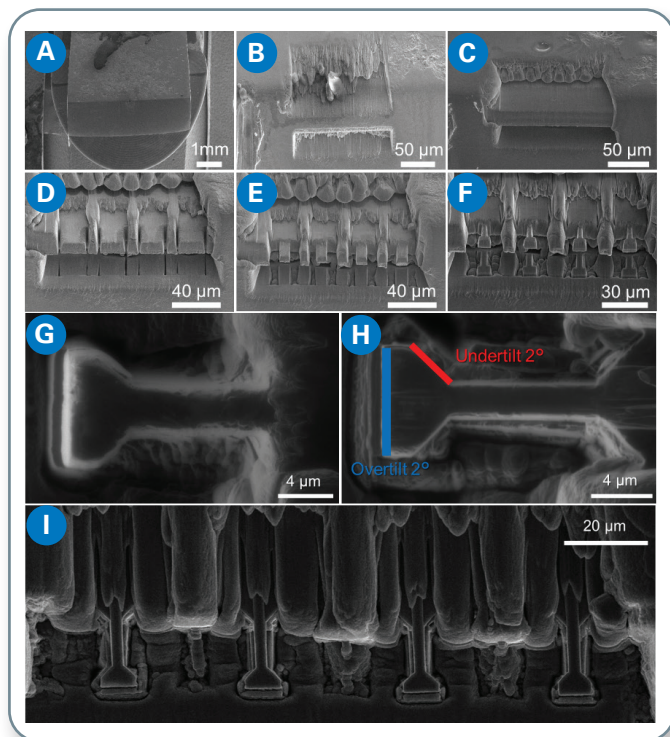 A
1mm
B
50 µm
C
50 µm
D
40 µm
E
40 µm
F
30 µm
G
4 µm
H
Undertilt 2°
Overtilt 2°
4 µm
I
20 µm